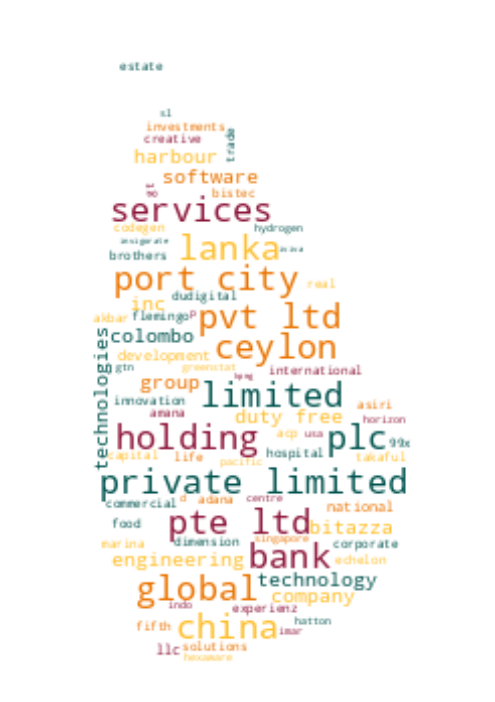 estate
sl
investments
trade
creative
harbour
software
bistec
services
codegen
hydrogen
insigorate
lanka
brothers
port city
real
dudigital
inc
akbar
flemingo
p
pvt ltd
colombo
ceylon
technologies
development
gtn
greenstat
international
group
limited
innovation
asiri
amana
duty free
horizon
holding
acp
usa
plc
99x
capital
life
hospital
takaful
pacific
private limited
commercial
d
adana
centre
national
food
pte ltd
bitazza
marina
dimension
singapore
corporate
engineering
bank
echelon
technology
global
company
indo
experienz
fifth
china
hatton
imar
llc
solutions
hexaware